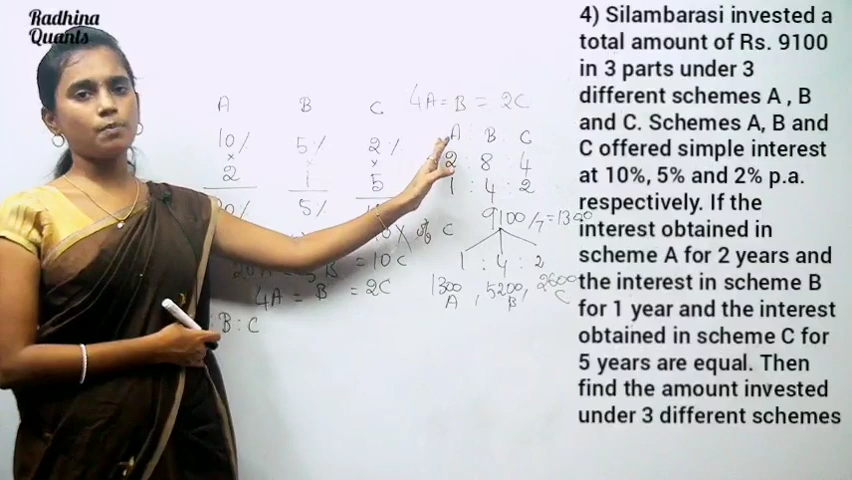 Radhina
Quants
4) Silambarasi invested a
total amount of Rs. 9100
in 3 parts under 3
different schemes A , B
and C. Schemes A, B and
C offered simple interest
at 10%, 5% and 2% p.a.
respectively. If the
interest obtained in
scheme A for 2 years and
the interest in scheme B
for 1 year and the interest
obtained in scheme C for
5 years are equal. Then
find the amount invested
under 3 different schemes
A B C
10% 5% 2%
× × ×
2 1 5
5%
% of C
= 10C
4A = B = 2C
B : C
4A = B = 2C
A : B : C
2 : 8 : 4
1 : 4 : 2
9100/7 = 1300
1 : 4 : 2
1300, 5200, 2600
A B C